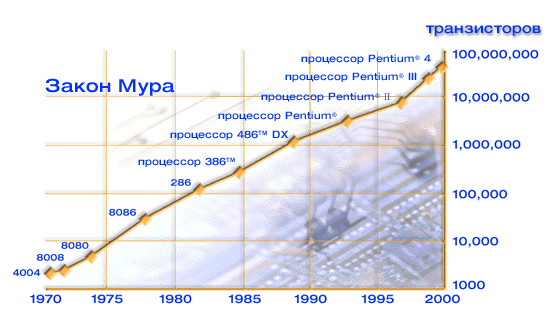 транзисторов
100,000,000
процессор Pentium® 4
Закон Мура
процессор Pentium® III
процессор Pentium® II
10,000,000
процессор Pentium®
процессор 486™ DX
1,000,000
процессор 386™
286
100,000
8086
8080
10,000
8008
4004
1000
1970 1975 1980 1985 1990 1995 2000